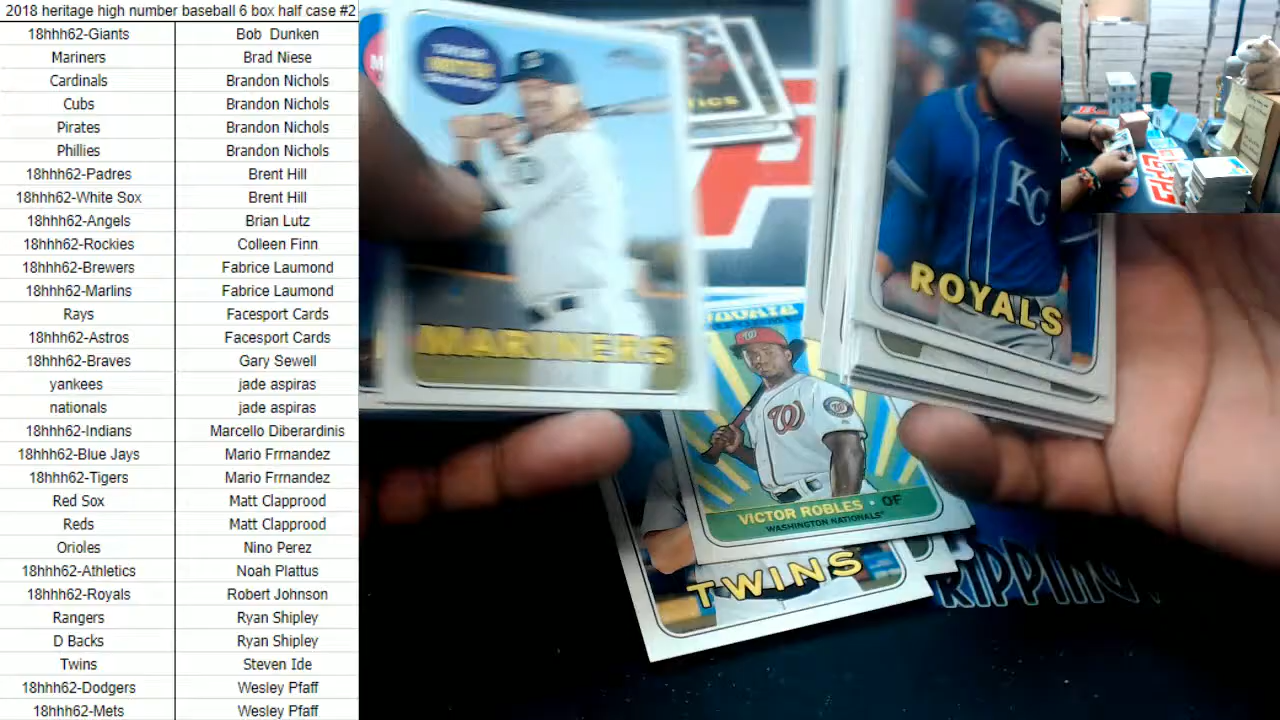 2018 heritage high number baseball 6 box half case #2
18hhh62-Giants Bob Dunken
Mariners Brad Niese
Cardinals Brandon Nichols
Cubs Brandon Nichols
Pirates Brandon Nichols
Phillies Brandon Nichols
18hhh62-Padres Brent Hill
18hhh62-White Sox Brent Hill
18hhh62-Angels Brian Lutz
18hhh62-Rockies Colleen Finn
18hhh62-Brewers Fabrice Laumond
18hhh62-Marlins Fabrice Laumond
Rays Facesport Cards
18hhh62-Astros Facesport Cards
18hhh62-Braves Gary Sewell
yankees jade aspiras
nationals jade aspiras
18hhh62-Indians Marcello Diberardinis
18hhh62-Blue Jays Mario Frrnandez
18hhh62-Tigers Mario Frrnandez
Red Sox Matt Clapprood
Reds Matt Clapprood
Orioles Nino Perez
18hhh62-Athletics Noah Plattus
18hhh62-Royals Robert Johnson
Rangers Ryan Shipley
D Backs Ryan Shipley
Twins Steven Ide
18hhh62-Dodgers Wesley Pfaff
18hhh62-Mets Wesley Pfaff
MARINERS
ROYALS
KC
W
VICTOR ROBLES • OF
WASHINGTON NATIONALS
TWINS
RIPPING